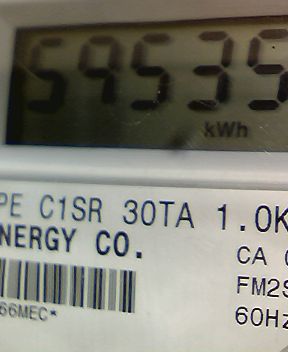 59535
kWh
PE C1SR 30TA 1.0K
NERGY CO.
CA
FM2S
66MEC*
60Hz